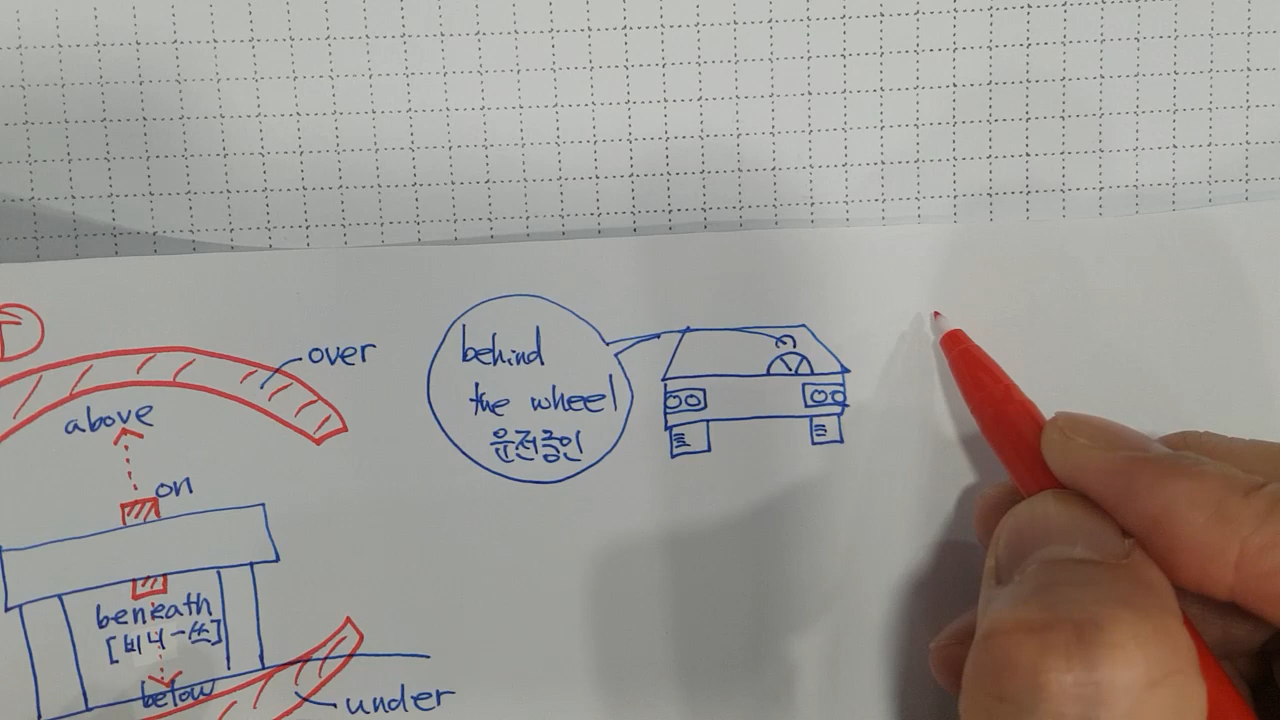 over
above
on
beneath
[비니-쓰]
below
under
behind
the wheel
운전중인